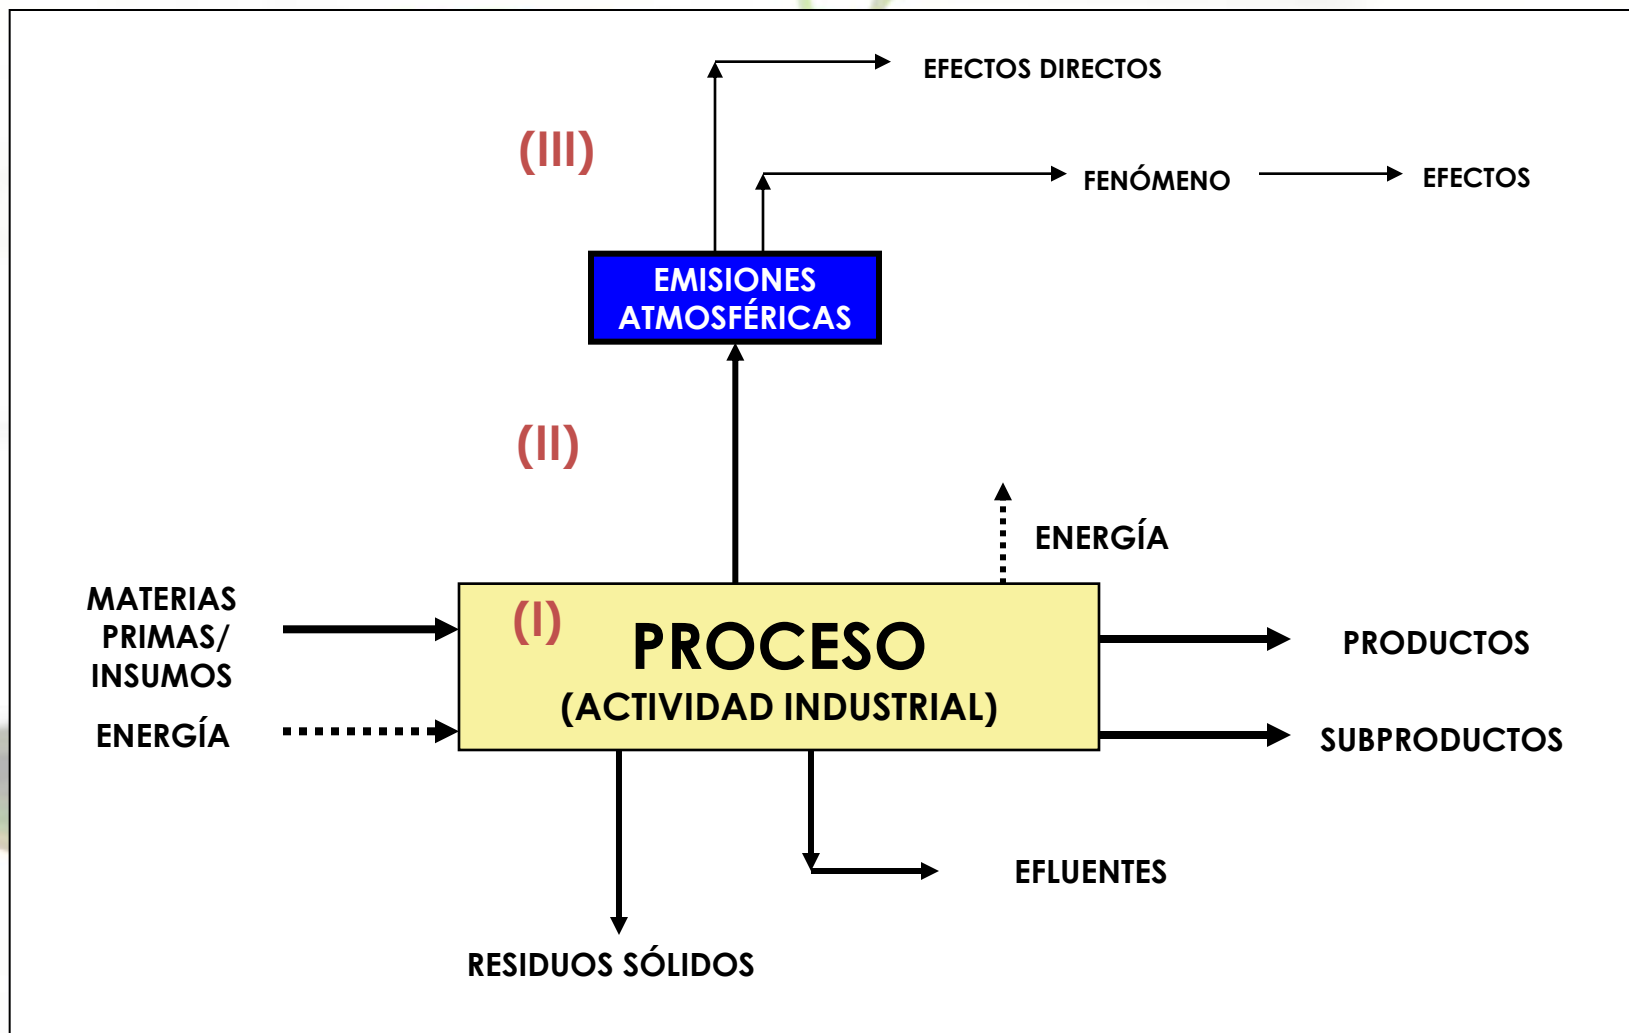 EFECTOS DIRECTOS
(III)
FENÓMENO
EFECTOS
EMISIONES
ATMOSFÉRICAS
(II)
ENERGÍA
MATERIAS
PRIMAS/
INSUMOS
ENERGÍA
(I)
PROCESO
(ACTIVIDAD INDUSTRIAL)
PRODUCTOS
SUBPRODUCTOS
EFLUENTES
RESIDUOS SÓLIDOS